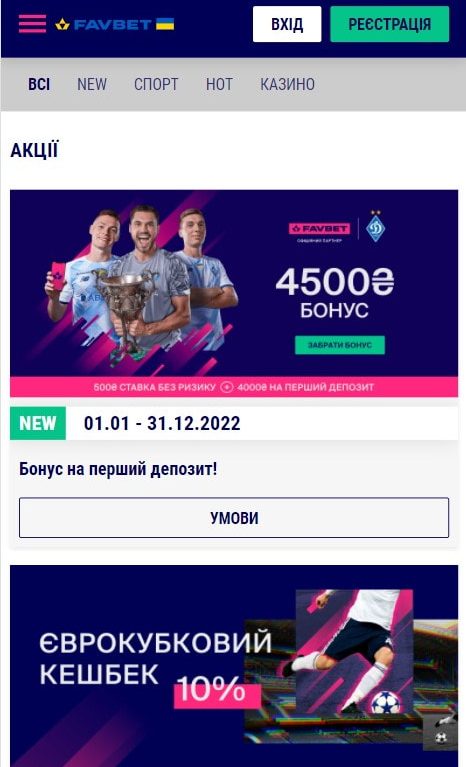 FAVBET
ВХІД
РЕЄСТРАЦІЯ
ВСІ NEW СПОРТ HOT КАЗИНО
АКЦІЇ
FAVBET
ОФІЦІЙНИЙ ПАРТНЕР
4500₴
БОНУС
ЗАБРАТИ БОНУС
500₴ СТАВКА БЕЗ РИЗИКУ + 4000₴ НА ПЕРШИЙ ДЕПОЗИТ
NEW 01.01 - 31.12.2022
Бонус на перший депозит!
УМОВИ
ЄВРОКУБКОВИЙ
КЕШБЕК
10%